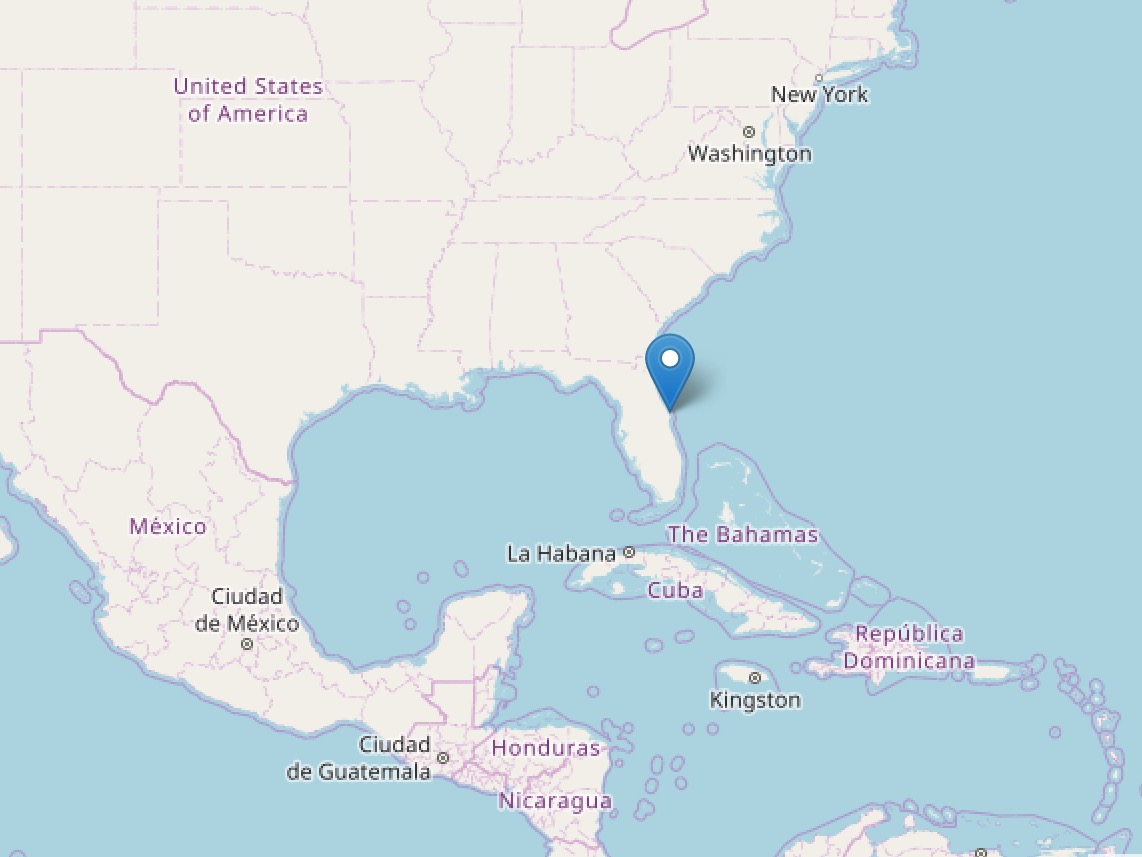 United States
of America
New York
Washington
México
The Bahamas
La Habana
Cuba
Ciudad
de México
República
Dominicana
Kingston
Ciudad
de Guatemala
Honduras
Nicaragua